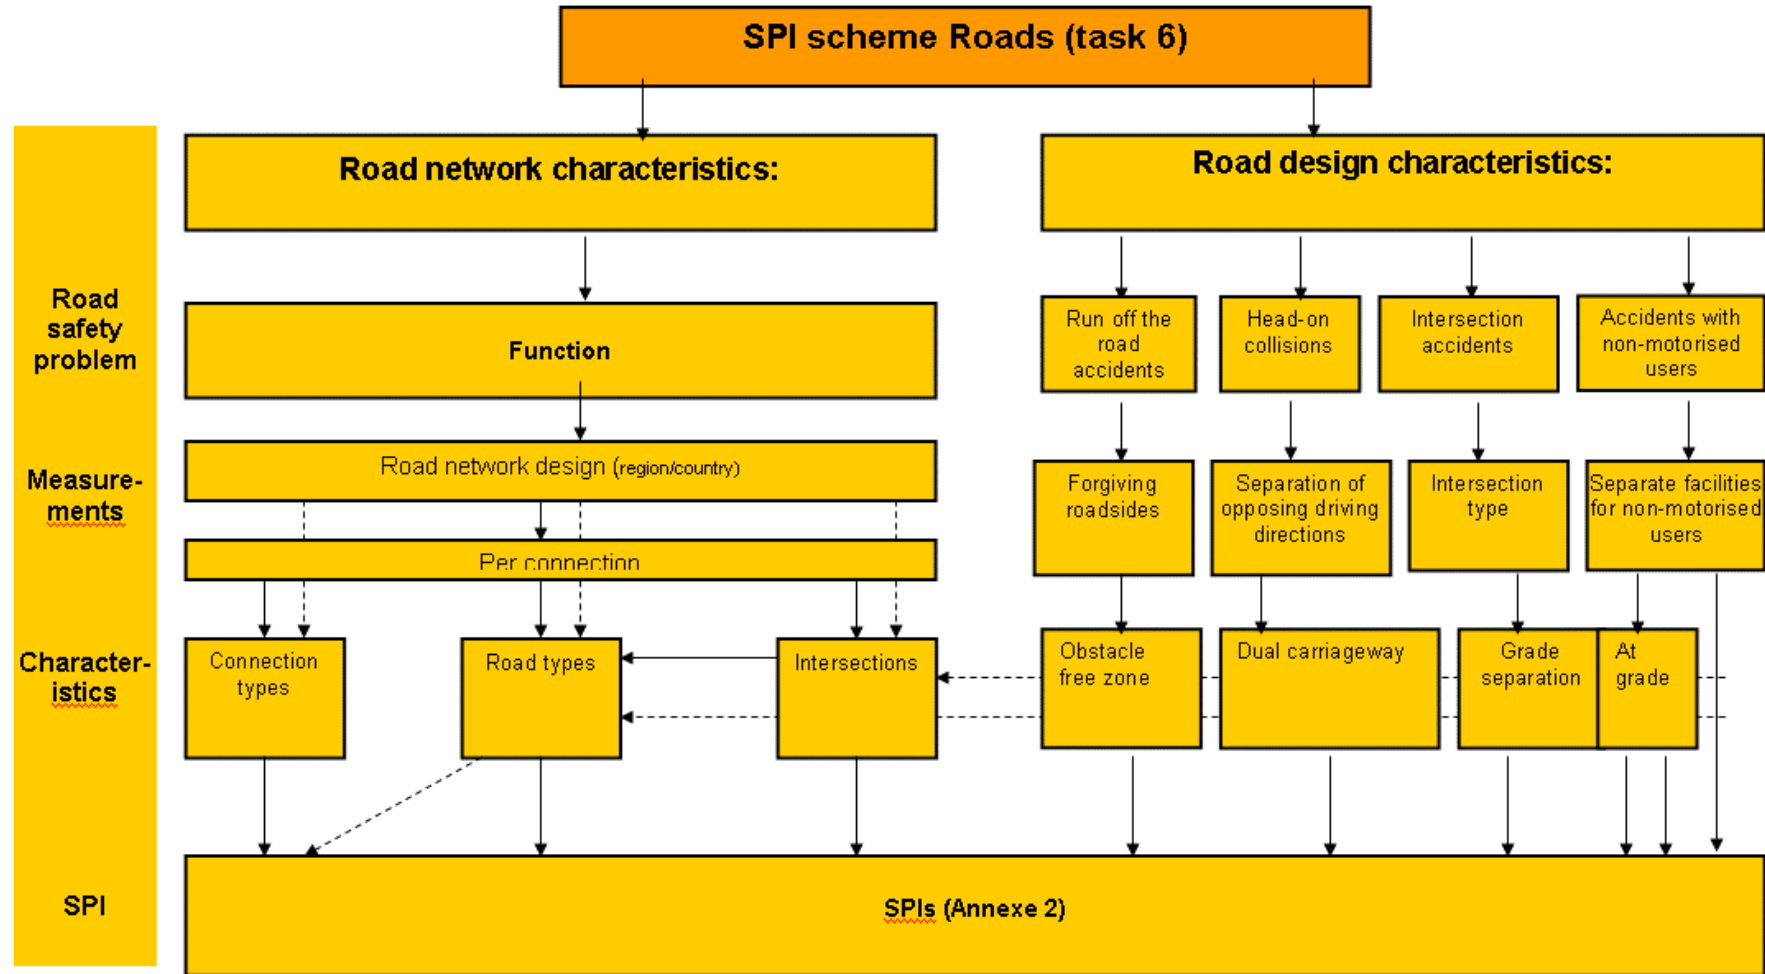 SPI scheme Roads (task 6)
Road network characteristics:
Road design characteristics:
Road
safety
problem
Function
Run off the
road
accidents
Head-on
collisions
Intersection
accidents
Accidents with
non-motorised
users
Measure-
ments
Road network design (region/country)
Per connection
Forgiving
roadsides
Separation of
opposing driving
directions
Intersection
type
Separate facilities
for non-motorised
users
Character-
istics
Connection
types
Road types
Intersections
Obstacle
free zone
Dual carriageway
Grade
separation
At
grade
SPI
SPIs (Annexe 2)